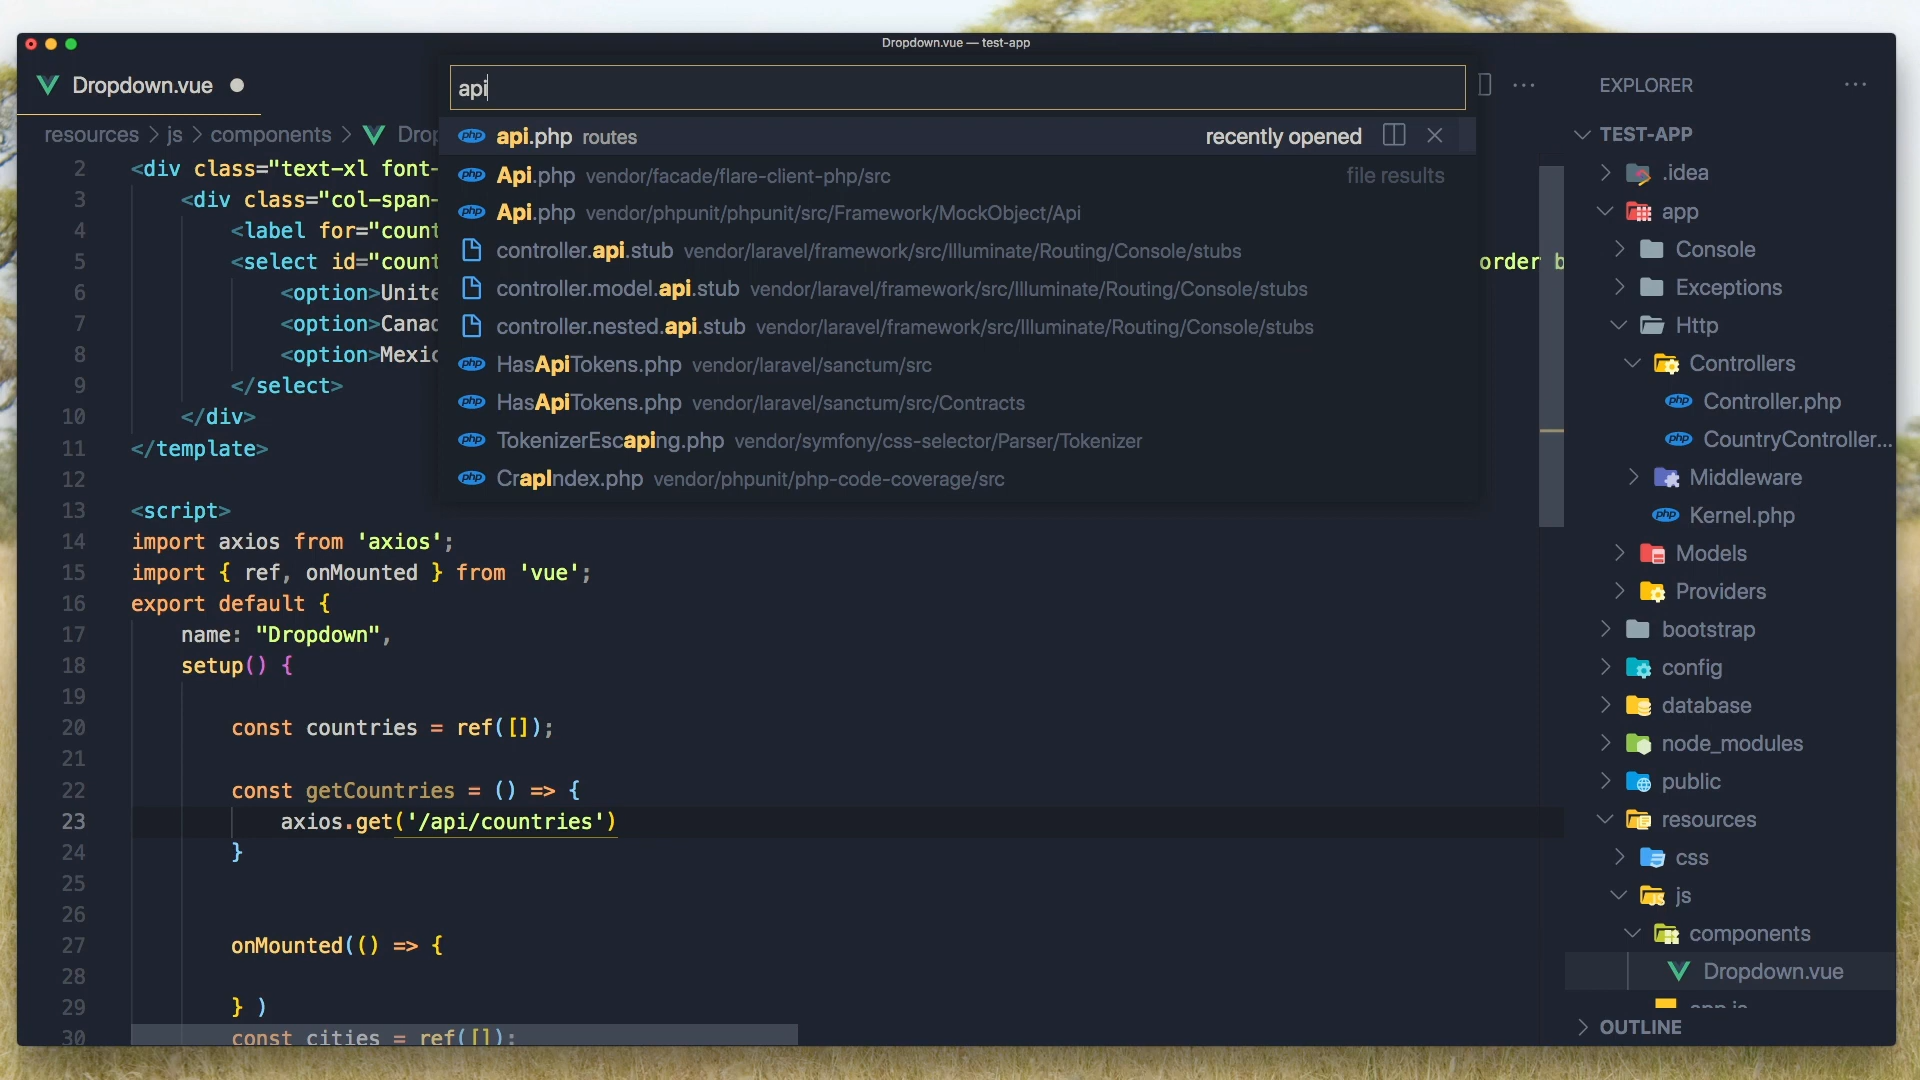 Dropdown.vue — test-app
Dropdown.vue
api
EXPLORER
resources > js > components >
api.php routes
recently opened
Api.php vendor/facade/flare-client-php/src
file results
Api.php vendor/phpunit/phpunit/src/Framework/MockObject/Api
controller.api.stub vendor/laravel/framework/src/Illuminate/Routing/Console/stubs
controller.model.api.stub vendor/laravel/framework/src/Illuminate/Routing/Console/stubs
controller.nested.api.stub vendor/laravel/framework/src/Illuminate/Routing/Console/stubs
HasApiTokens.php vendor/laravel/sanctum/src
HasApiTokens.php vendor/laravel/sanctum/src/Contracts
TokenizerEscaping.php vendor/symfony/css-selector/Parser/Tokenizer
CrapIndex.php vendor/phpunit/php-code-coverage/src
2 <div class="text-xl font-
3 <div class="col-span-
4 <label for="count
5 <select id="count
order b
6 <option>Unite
7 <option>Canad
8 <option>Mexic
9 </select>
10 </div>
11 </template>
12
13 <script>
14 import axios from 'axios';
15 import { ref, onMounted } from 'vue';
16 export default {
17 name: "Dropdown",
18 setup() {
19
20 const countries = ref([]);
21
22 const getCountries = () => {
23 axios.get('/api/countries')
24 }
25
26
27 onMounted(() => {
28
29 } )
30 const cities = ref([]);
TEST-APP
.idea
app
Console
Exceptions
Http
Controllers
php Controller.php
php CountryController...
Middleware
php Kernel.php
Models
Providers
bootstrap
config
database
node_modules
public
resources
css
js
components
Dropdown.vue
OUTLINE